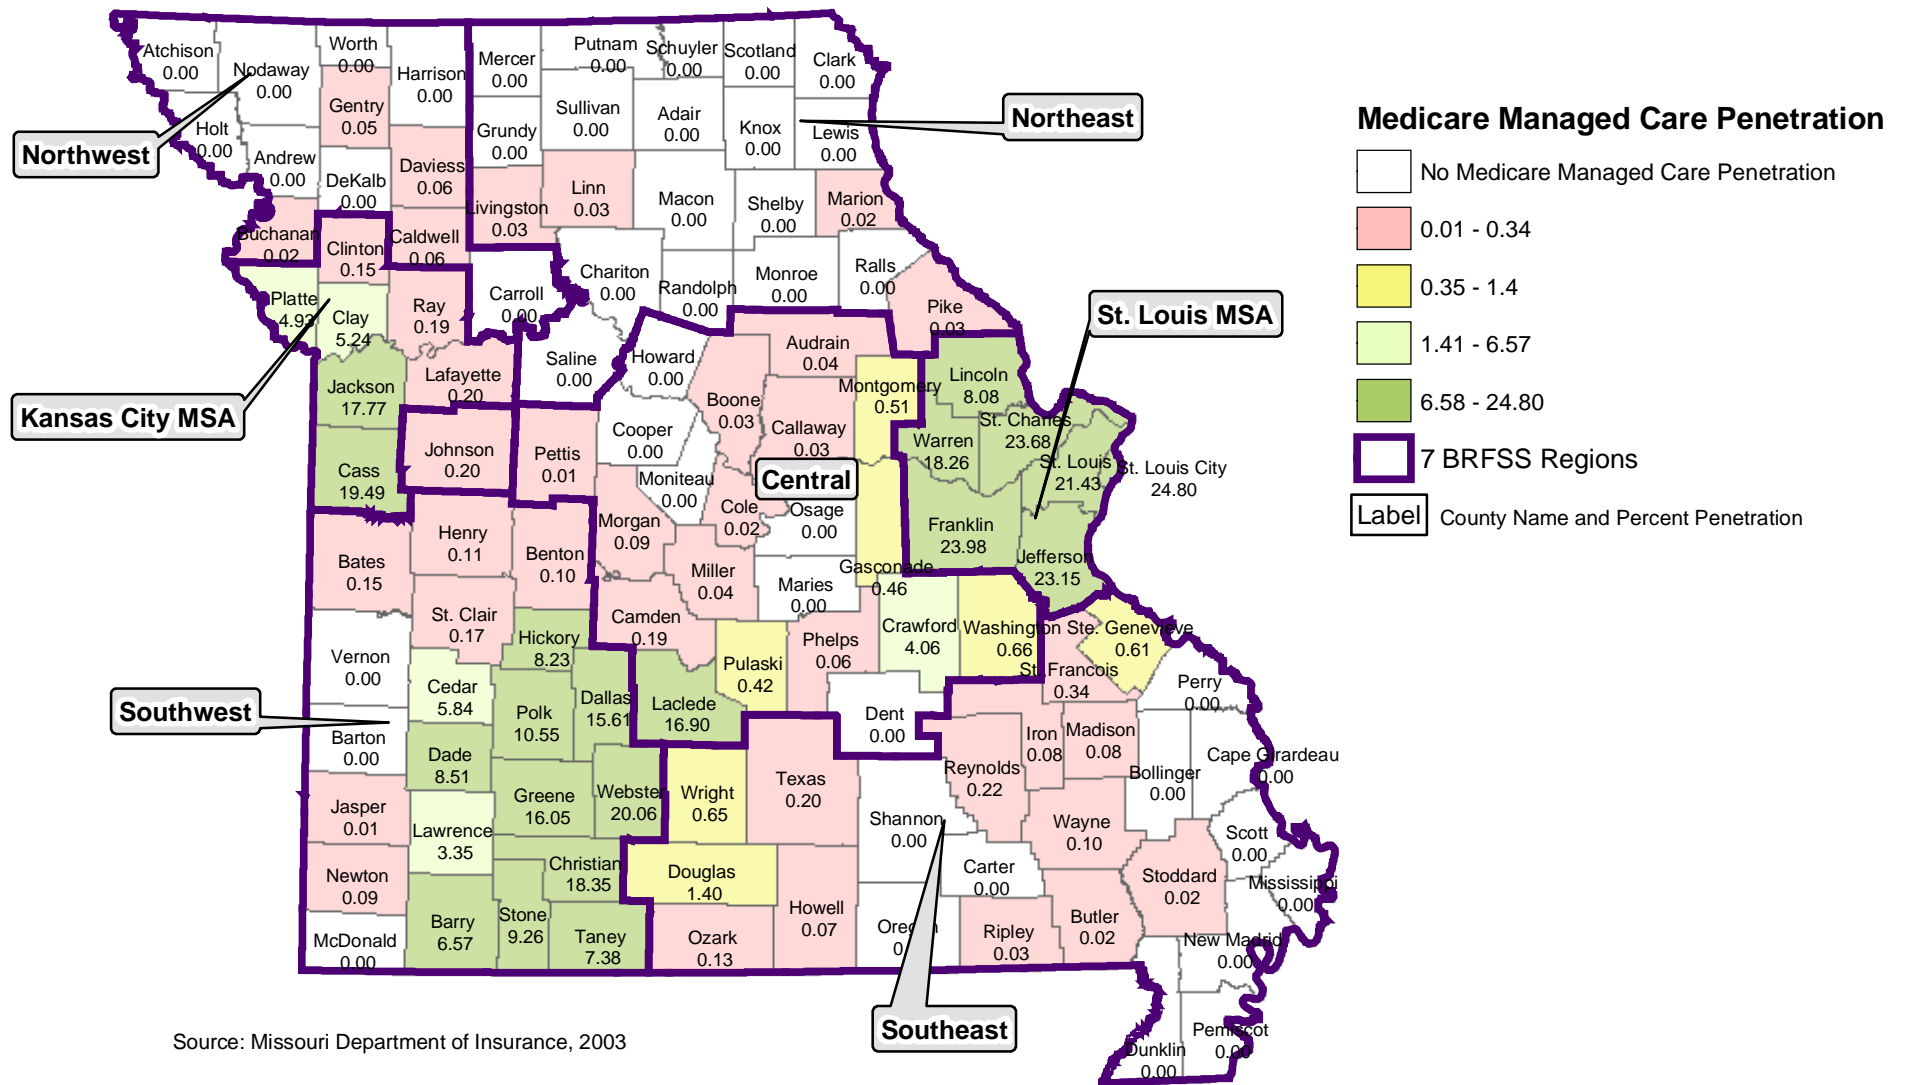 Atchison
0.00
Nodaway
0.00
Worth
0.00
Harrison
0.00
Mercer
0.00
Putnam
0.00
Schuyler
0.00
Scotland
0.00
Clark
0.00
Gentry
0.05
Holt
0.00
Andrew
0.00
DeKalb
0.00
Daviess
0.06
Grundy
0.00
Sullivan
0.00
Adair
0.00
Knox
0.00
Lewis
0.00
Northwest
Northeast
Buchanan
0.02
Clinton
0.15
Caldwell
0.06
Livingston
0.03
Linn
0.03
Macon
0.00
Shelby
0.00
Marion
0.02
Platte
4.93
Clay
5.24
Ray
0.19
Carroll
0.00
Chariton
0.00
Randolph
0.00
Monroe
0.00
Ralls
0.00
Pike
0.03
Kansas City MSA
St. Louis MSA
Jackson
17.77
Lafayette
0.20
Saline
0.00
Howard
0.00
Boone
0.03
Audrain
0.04
Callaway
0.03
Montgomery
0.51
Lincoln
8.08
St. Charles
23.68
Warren
18.26
St. Louis
21.43
St. Louis City
24.80
Cass
19.49
Johnson
0.20
Pettis
0.01
Cooper
0.00
Moniteau
0.00
Central
Cole
0.02
Osage
0.00
Gasconade
0.46
Franklin
23.98
Jefferson
23.15
Bates
0.15
Henry
0.11
Benton
0.10
Morgan
0.09
Miller
0.04
Maries
0.00
St. Clair
0.17
Hickory
8.23
Camden
0.19
Pulaski
0.42
Phelps
0.06
Crawford
4.06
Washington
0.66
Ste. Genevieve
0.61
St. Francois
0.34
Perry
0.00
Vernon
0.00
Cedar
5.84
Polk
10.55
Dallas
15.61
Laclede
16.90
Dent
0.00
Iron
0.08
Madison
0.08
Southwest
Barton
0.00
Dade
8.51
Greene
16.05
Webster
20.06
Wright
0.65
Texas
0.20
Shannon
0.00
Reynolds
0.22
Wayne
0.10
Bollinger
0.00
Cape Girardeau
0.00
Jasper
0.01
Lawrence
3.35
Christian
18.35
Douglas
1.40
Howell
0.07
Carter
0.00
Stoddard
0.02
Scott
0.00
Mississippi
0.00
Newton
0.09
McDonald
0.00
Barry
6.57
Stone
9.26
Taney
7.38
Ozark
0.13
Ripley
0.03
Butler
0.02
New Madrid
0.00
Pemiscot
0.00
Dunklin
0.00
Southeast
Medicare Managed Care Penetration
No Medicare Managed Care Penetration
0.01 - 0.34
0.35 - 1.4
1.41 - 6.57
6.58 - 24.80
7 BRFSS Regions
Label County Name and Percent Penetration
Source: Missouri Department of Insurance, 2003